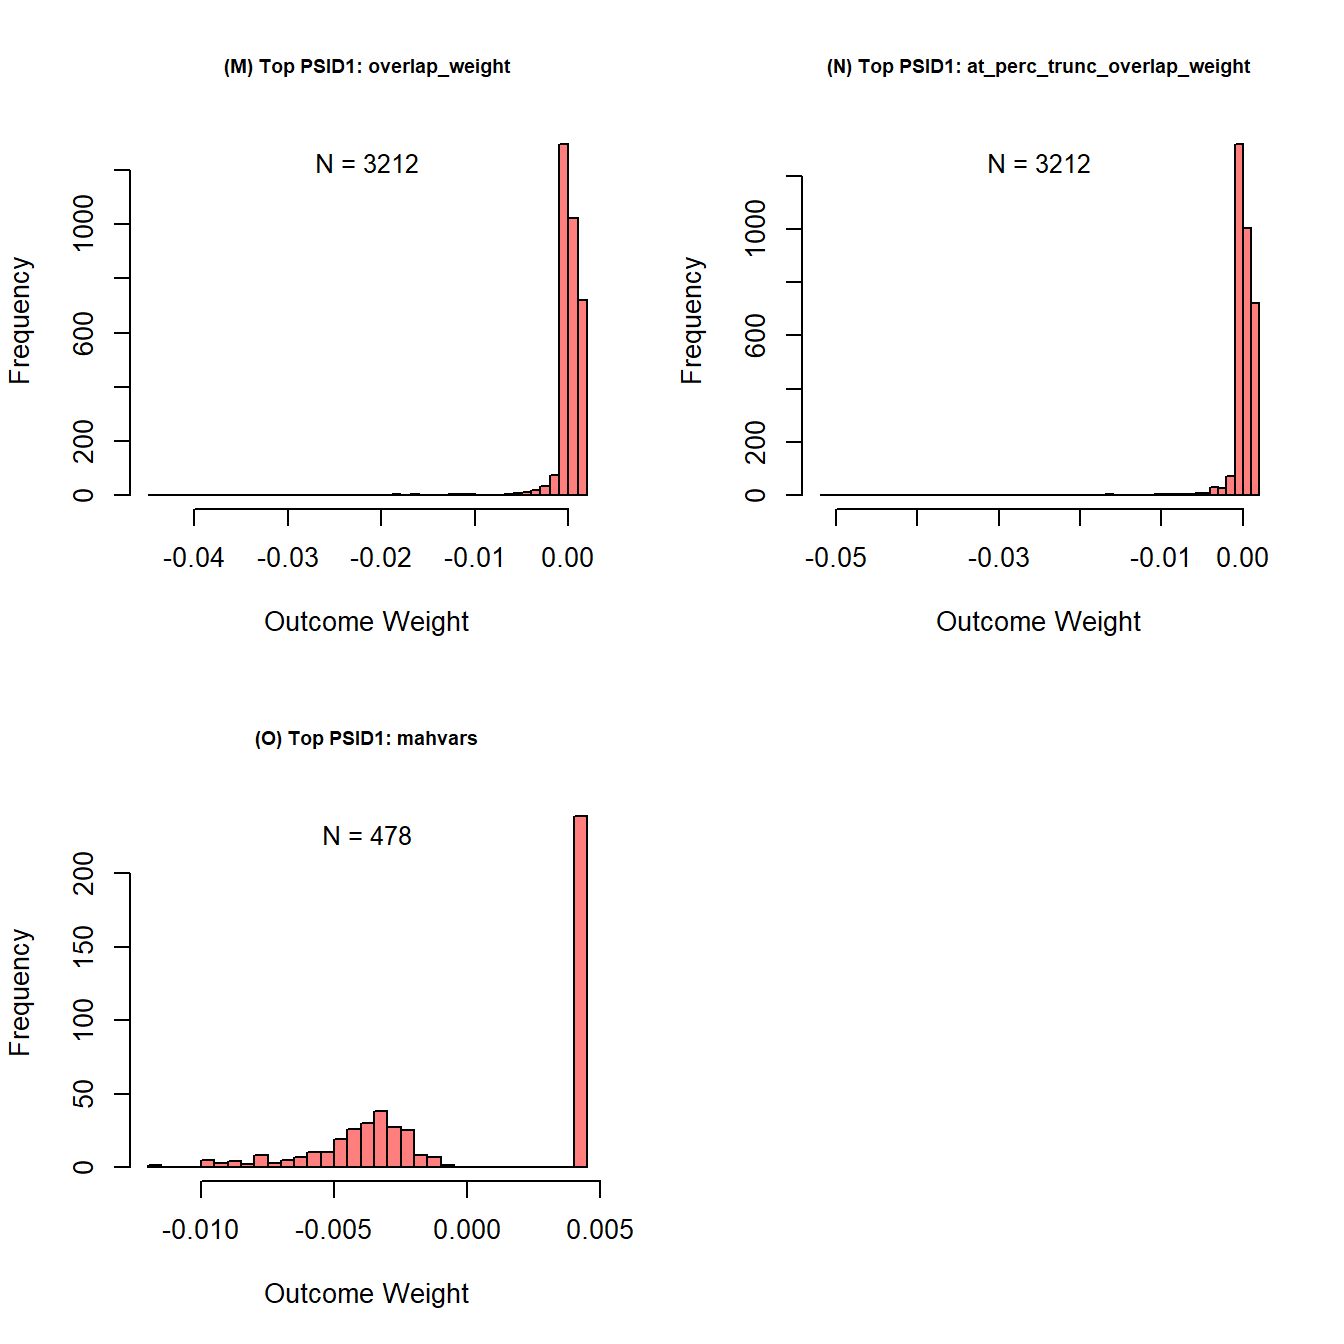 (M) Top PSID1: overlap_weight
N = 3212
Frequency
1000
600
200
0
-0.04 -0.03 -0.02 -0.01 0.00
Outcome Weight
(N) Top PSID1: at_perc_trunc_overlap_weight
N = 3212
Frequency
1000
600
200
0
-0.05 -0.03 -0.01 0.00
Outcome Weight
(O) Top PSID1: mahvars
N = 478
Frequency
200
150
100
50
0
-0.010 -0.005 0.000 0.005
Outcome Weight